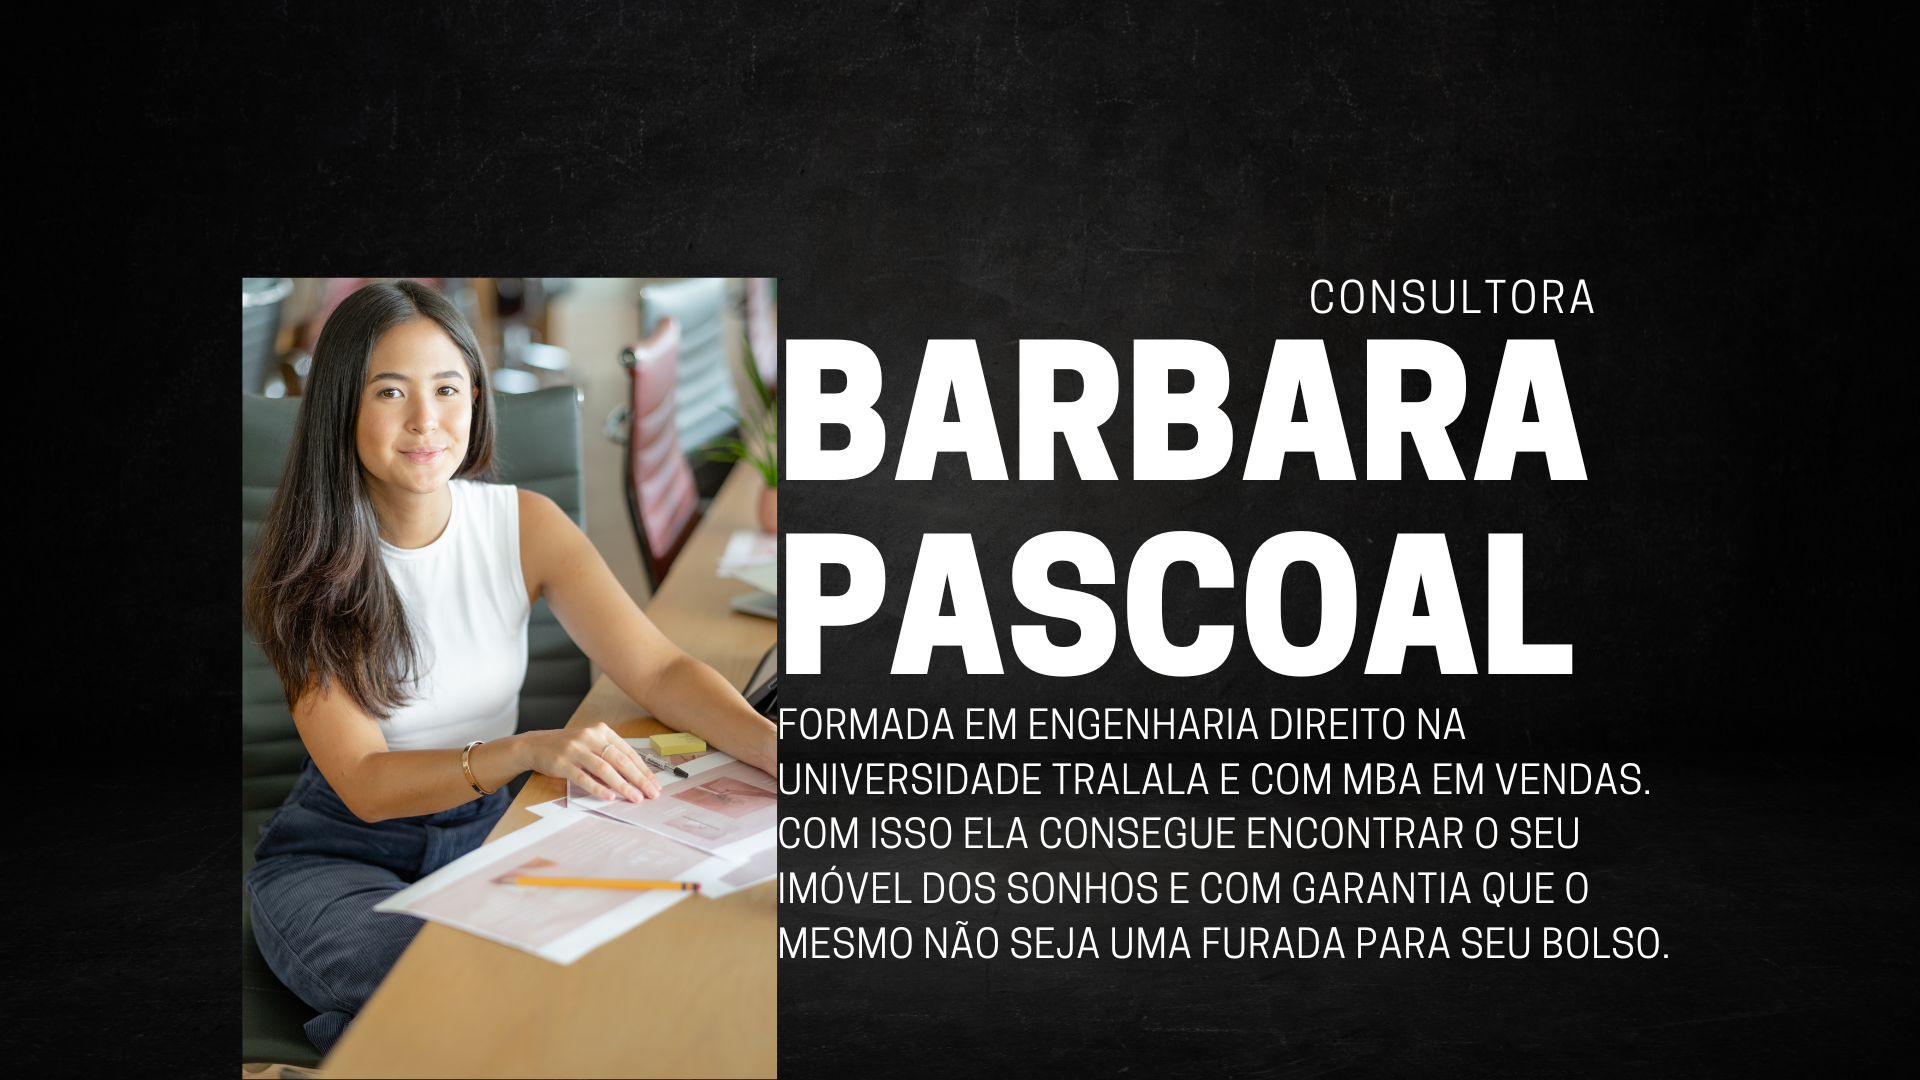 CONSULTORA
BARBARA
PASCOAL
FORMADA EM ENGENHARIA DIREITO NA
UNIVERSIDADE TRALALA E COM MBA EM VENDAS.
COM ISSO ELA CONSEGUE ENCONTRAR O SEU
IMÓVEL DOS SONHOS E COM GARANTIA QUE O
MESMO NÃO SEJA UMA FURADA PARA SEU BOLSO.